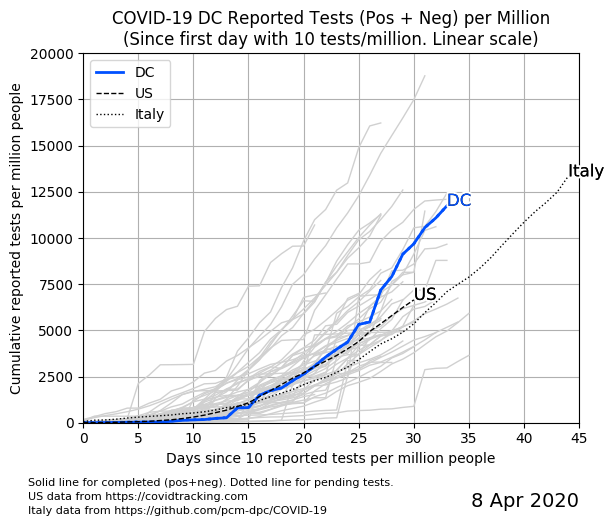 COVID-19 DC Reported Tests (Pos + Neg) per Million
(Since first day with 10 tests/million. Linear scale)
Cumulative reported tests per million people
20000
17500
15000
12500
10000
7500
5000
2500
0
DC
US
Italy
Italy
DC
US
0 5 10 15 20 25 30 35 40 45
Days since 10 reported tests per million people
Solid line for completed (pos+neg). Dotted line for pending tests.
US data from https://covidtracking.com
Italy data from https://github.com/pcm-dpc/COVID-19
8 Apr 2020